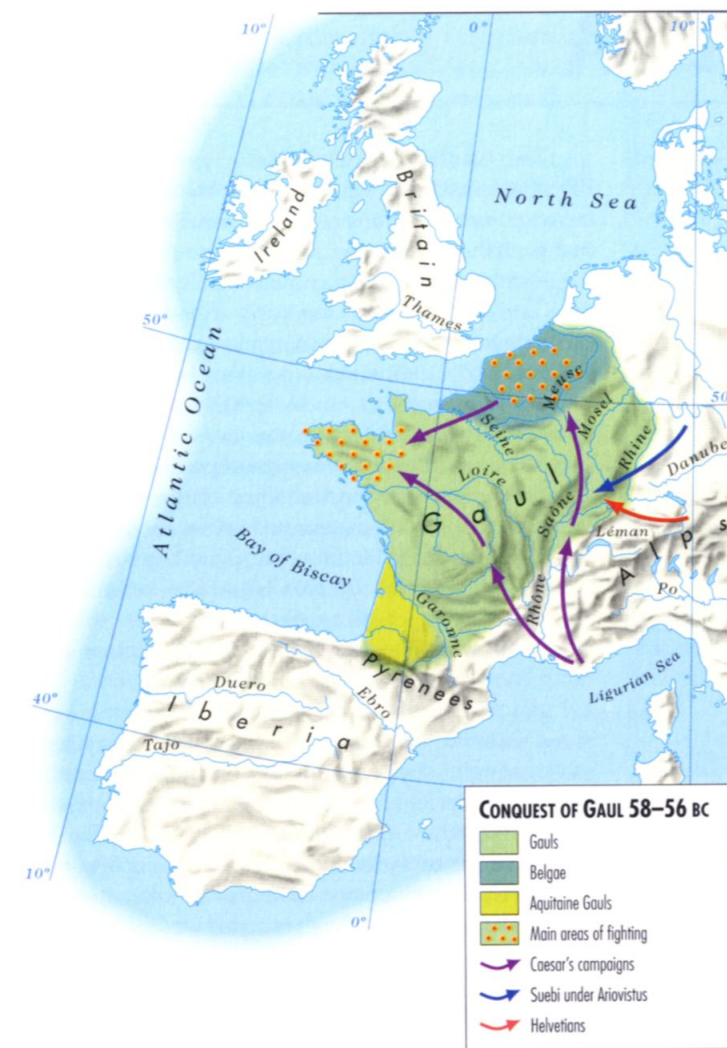 10°
0°
10°
North Sea
Britain
Ireland
Thames
50°
50
Atlantic Ocean
Meuse
Mosel
Seine
Rhine
Danube
Loire
Gaul
Saône
Léman
Alps
Bay of Biscay
Po
Rhône
Garonne
Pyrenees
Ligurian Sea
Duero
Ebro
Iberia
40°
Tajo
10°
0°
CONQUEST OF GAUL 58–56 BC
Gauls
Belgae
Aquitaine Gauls
Main areas of fighting
Caesar's campaigns
Suebi under Ariovistus
Helvetians